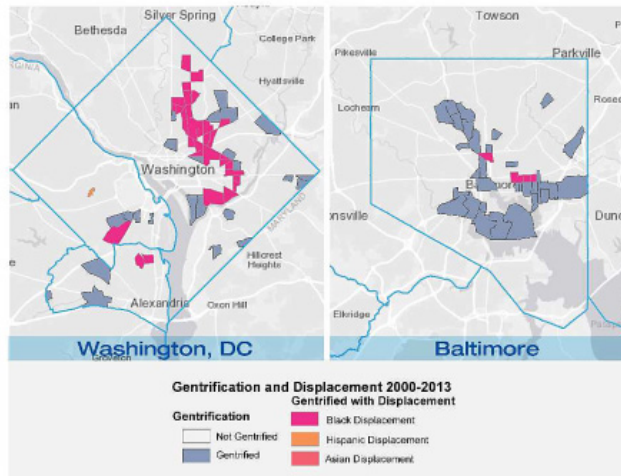 Silver Spring
Bethesda
College Park
Hyattsville
Washington
MARYLAND
Hillcrest
Heights
Alexandria
Oxon Hill
Groveton
Washington, DC
Towson
Pikesville
Parkville
Lochearn
Elkridge
Baltimore
Gentrification and Displacement 2000-2013
Gentrification
Not Gentrified
Gentrified
Gentrified with Displacement
Black Displacement
Hispanic Displacement
Asian Displacement